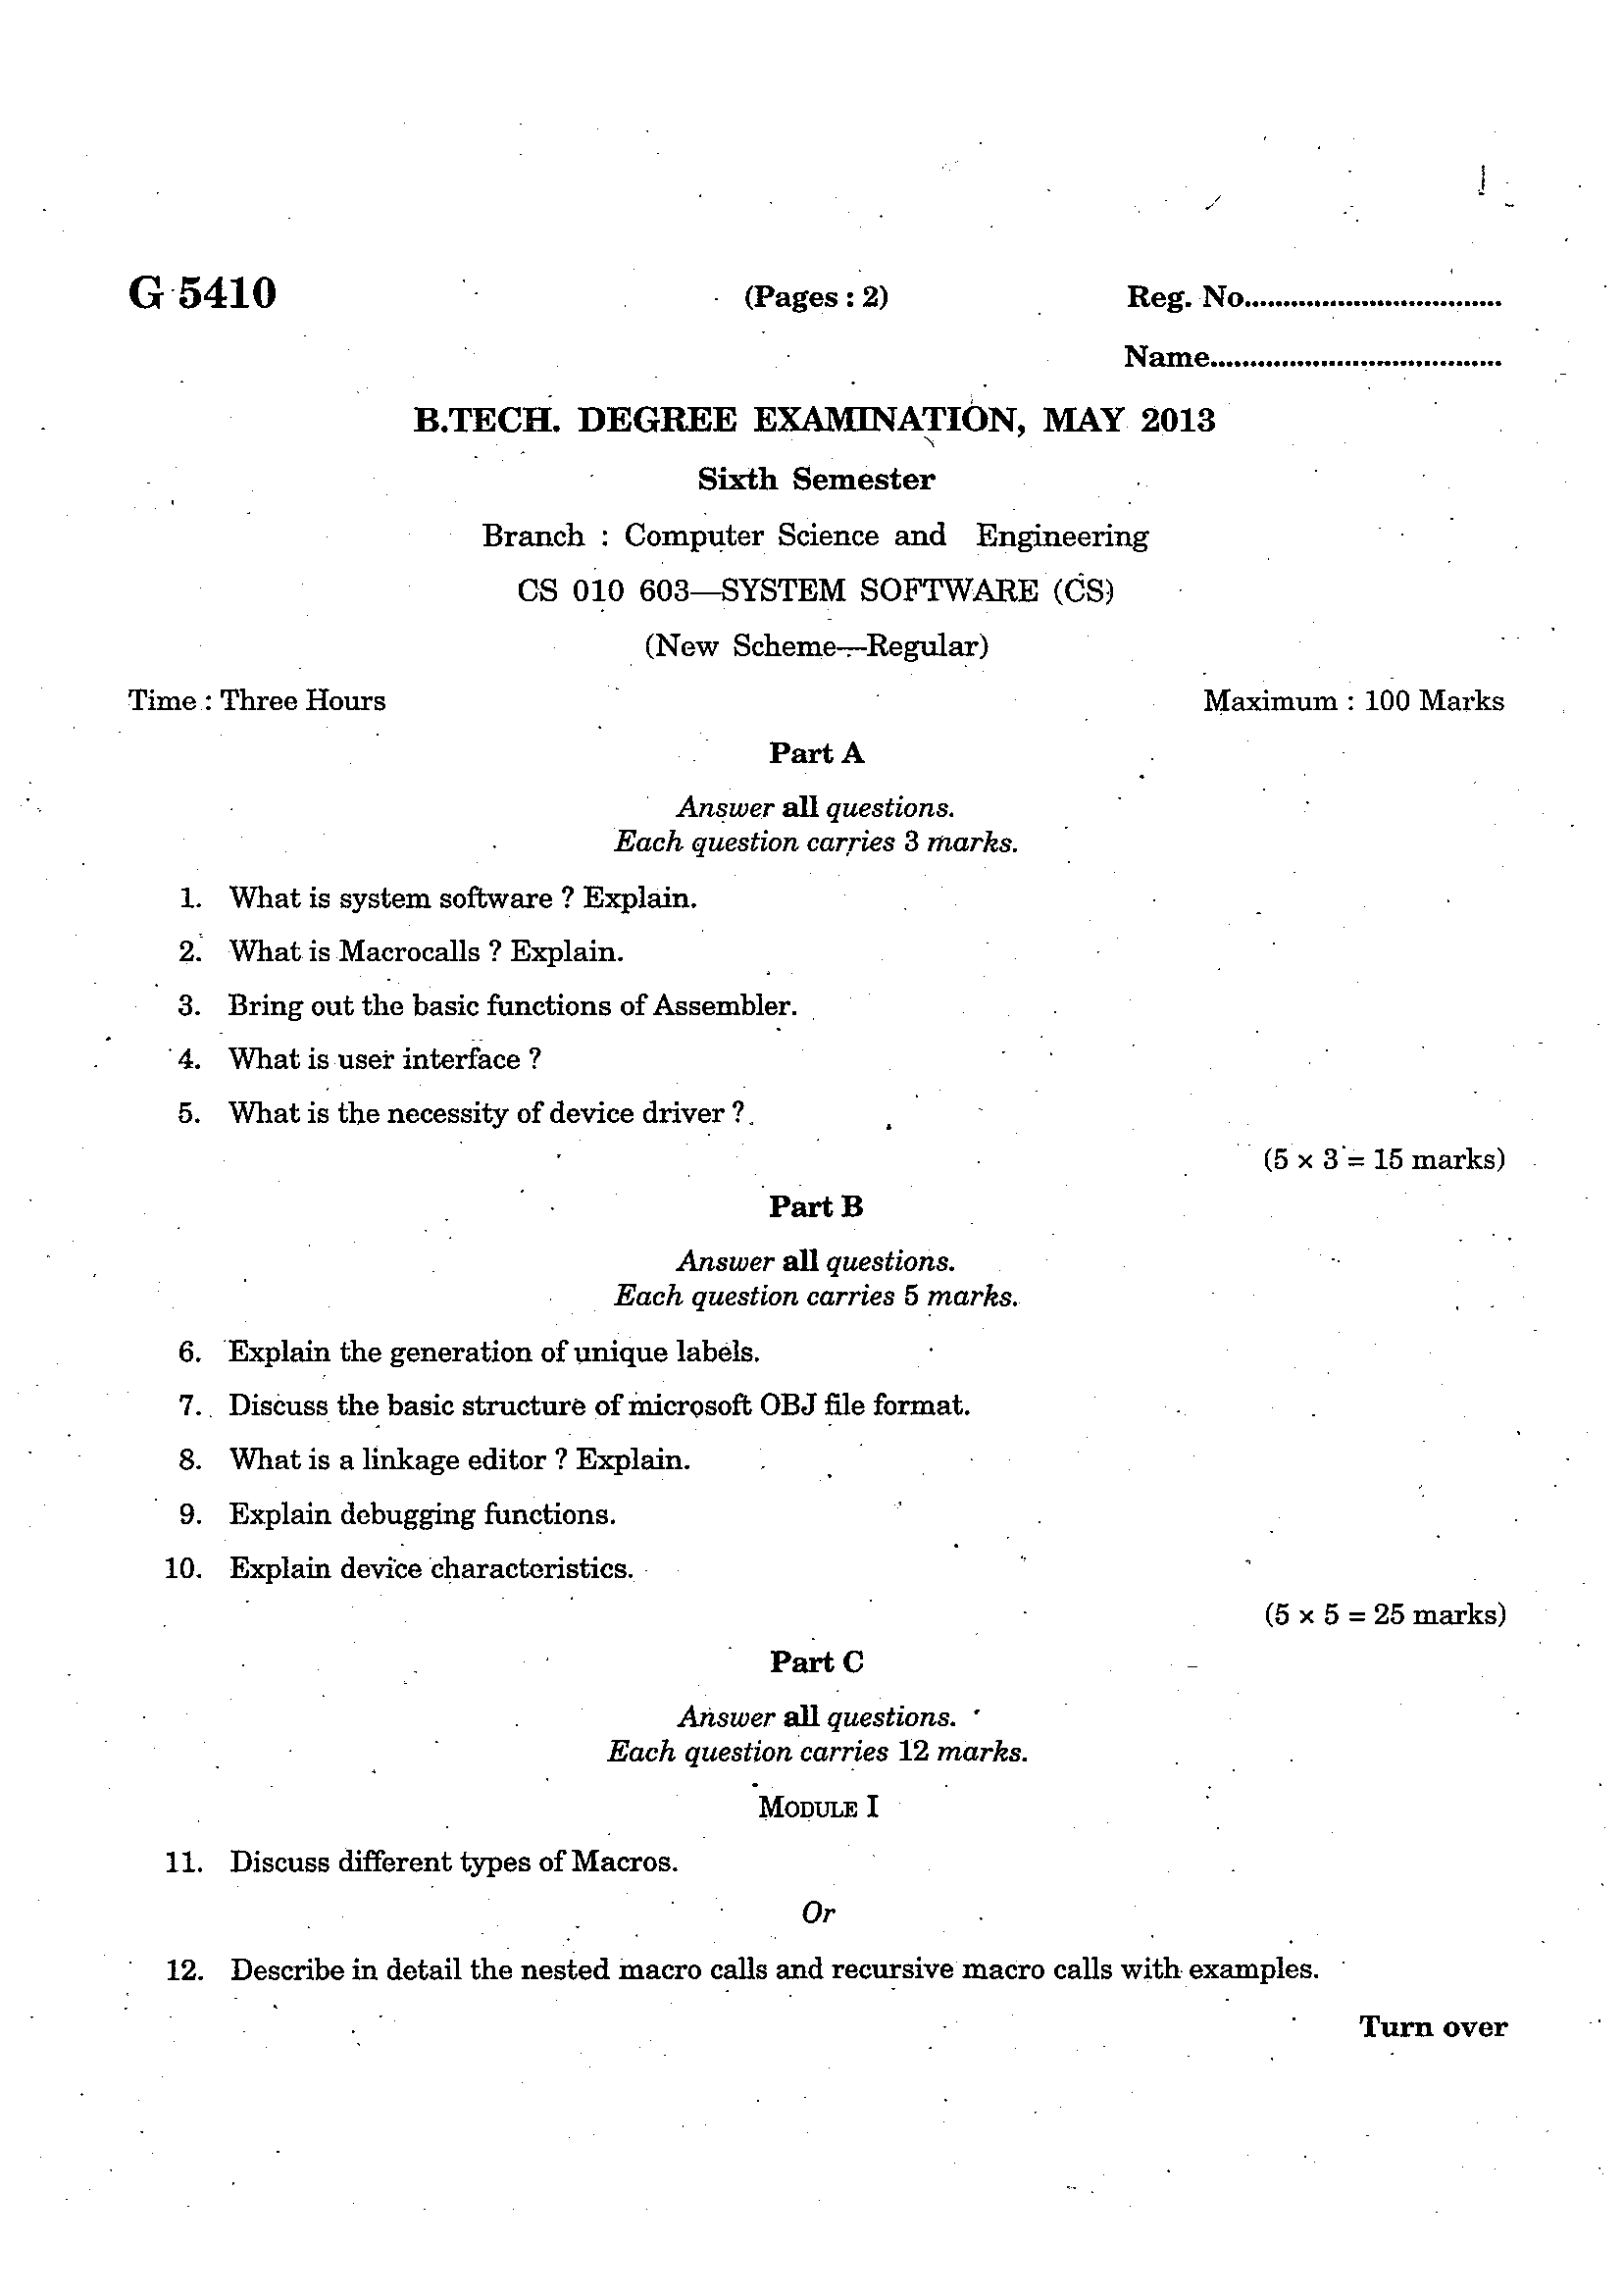 G 5410 (Pages : 2) Reg. No.................................
Name.....................................
B.TECH. DEGREE EXAMINATION, MAY 2013
Sixth Semester
Branch : Computer Science and Engineering
CS 010 603—SYSTEM SOFTWARE (CS)
(New Scheme—Regular)
Time : Three Hours Maximum : 100 Marks
Part A
Answer all questions.
Each question carries 3 marks.
1. What is system software ? Explain.
2. What is Macrocalls ? Explain.
3. Bring out the basic functions of Assembler.
4. What is user interface ?
5. What is the necessity of device driver ?
(5 × 3 = 15 marks)
Part B
Answer all questions.
Each question carries 5 marks.
6. Explain the generation of unique labels.
7. Discuss the basic structure of microsoft OBJ file format.
8. What is a linkage editor ? Explain.
9. Explain debugging functions.
10. Explain device characteristics.
(5 × 5 = 25 marks)
Part C
Answer all questions.
Each question carries 12 marks.
MODULE I
11. Discuss different types of Macros.
Or
12. Describe in detail the nested macro calls and recursive macro calls with examples.
Turn over